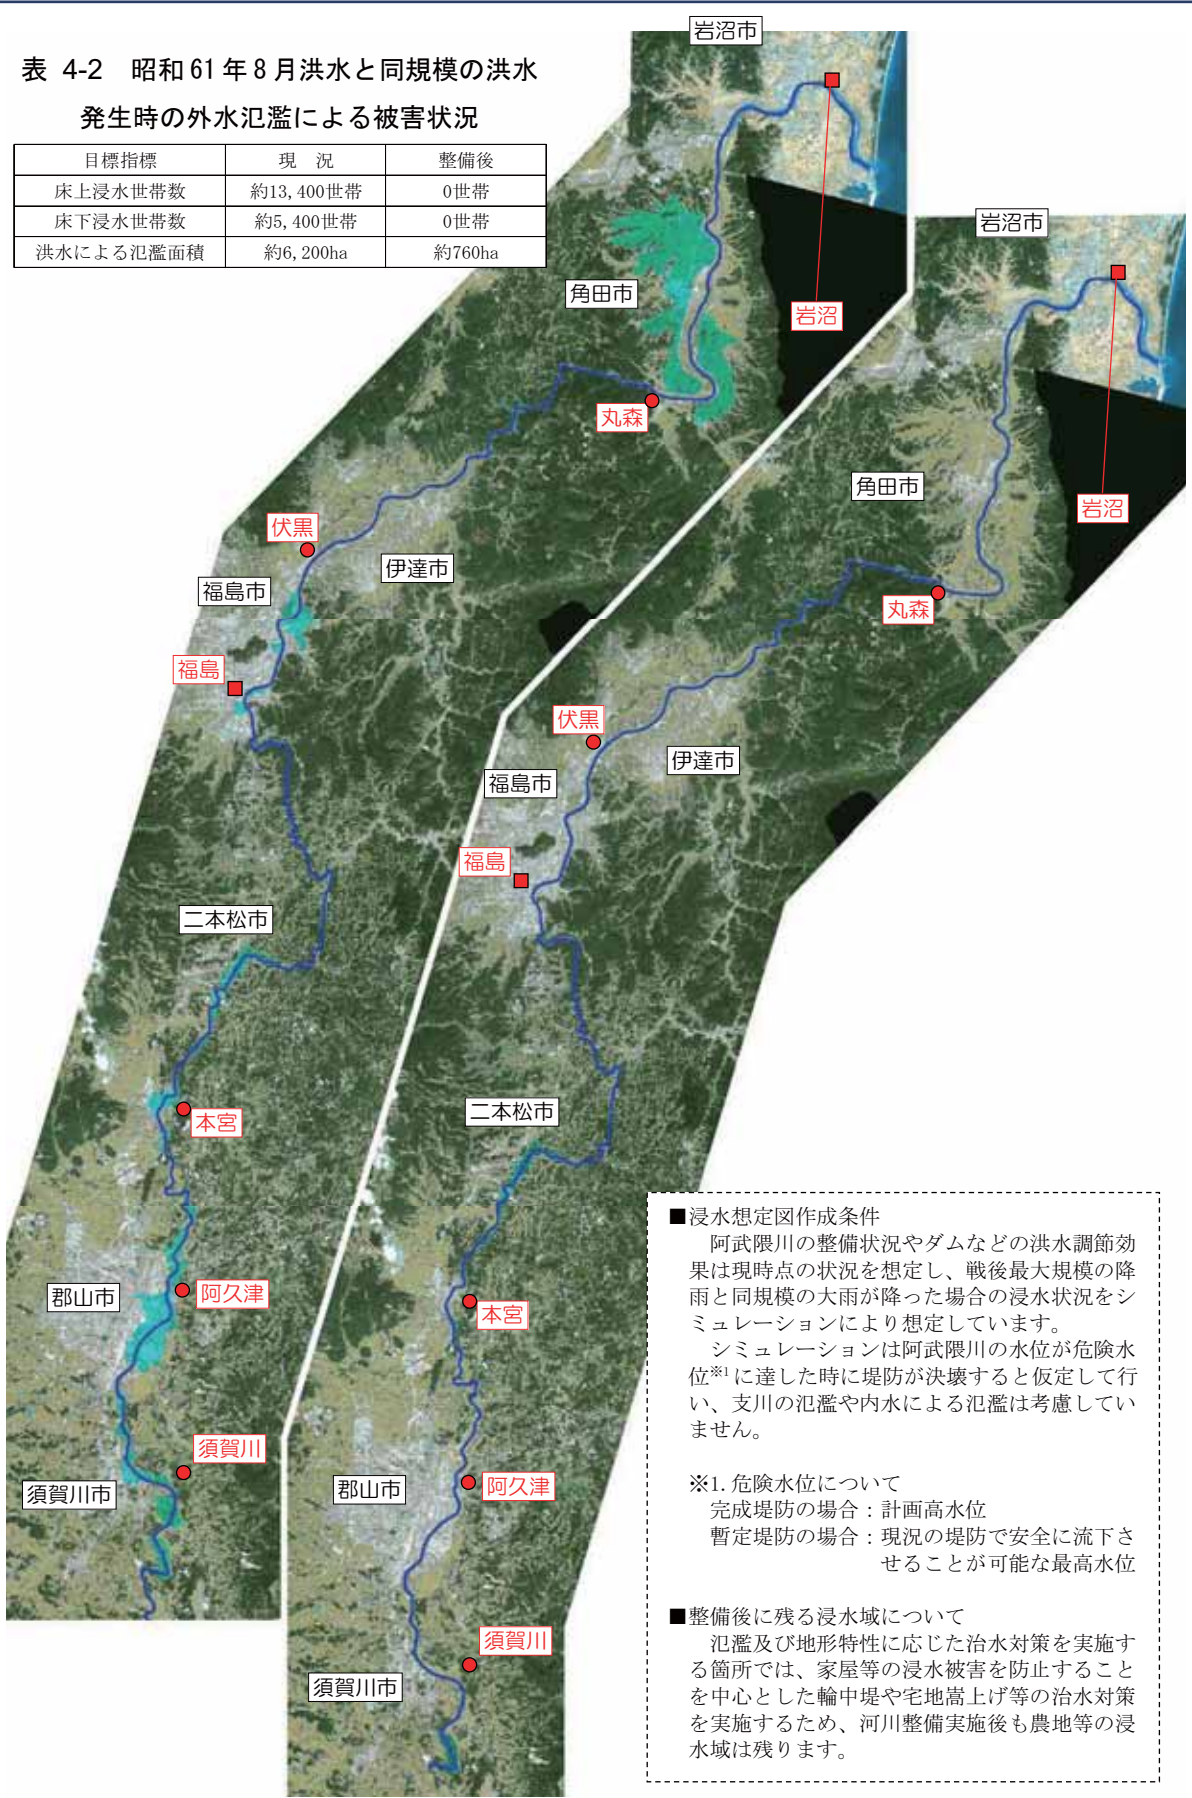 表 4-2 昭和61年8月洪水と同規模の洪水
発生時の外水氾濫による被害状況
目標指標 現 況 整備後
床上浸水世帯数 約13,400世帯 0世帯
床下浸水世帯数 約5,400世帯 0世帯
洪水による氾濫面積 約6,200ha 約760ha
岩沼市
角田市
岩沼
丸森
伏黒
伊達市
福島市
福島
二本松市
本宮
郡山市
阿久津
須賀川
須賀川市
岩沼市
角田市
岩沼
丸森
伏黒
伊達市
福島市
福島
二本松市
本宮
郡山市
阿久津
須賀川
須賀川市
■浸水想定図作成条件
阿武隈川の整備状況やダムなどの洪水調節効
果は現時点の状況を想定し、戦後最大規模の降
雨と同規模の大雨が降った場合の浸水状況をシ
ミュレーションにより想定しています。
シミュレーションは阿武隈川の水位が危険水
位※1に達した時に堤防が決壊すると仮定して行
い、支川の氾濫や内水による氾濫は考慮してい
ません。
※1.危険水位について
完成堤防の場合：計画高水位
暫定堤防の場合：現況の堤防で安全に流下さ
せることが可能な最高水位
■整備後に残る浸水域について
氾濫及び地形特性に応じた治水対策を実施す
る箇所では、家屋等の浸水被害を防止すること
を中心とした輪中堤や宅地嵩上げ等の治水対策
を実施するため、河川整備実施後も農地等の浸
水域は残ります。